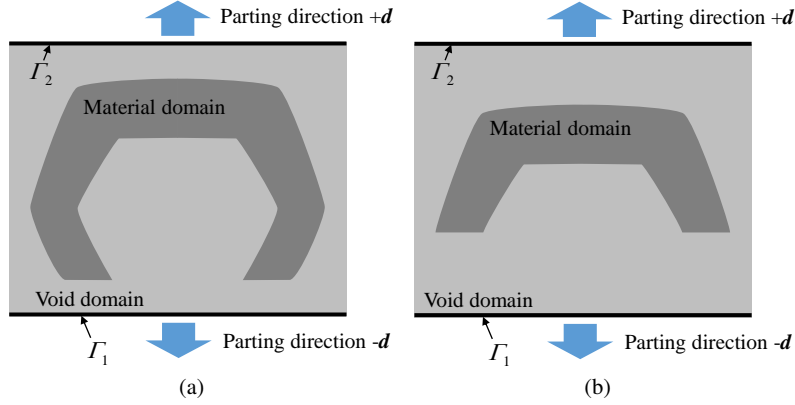 Parting direction +d
Γ2
Material domain
Void domain
Γ1
Parting direction -d
(a)
Parting direction +d
Γ2
Material domain
Void domain
Γ1
Parting direction -d
(b)